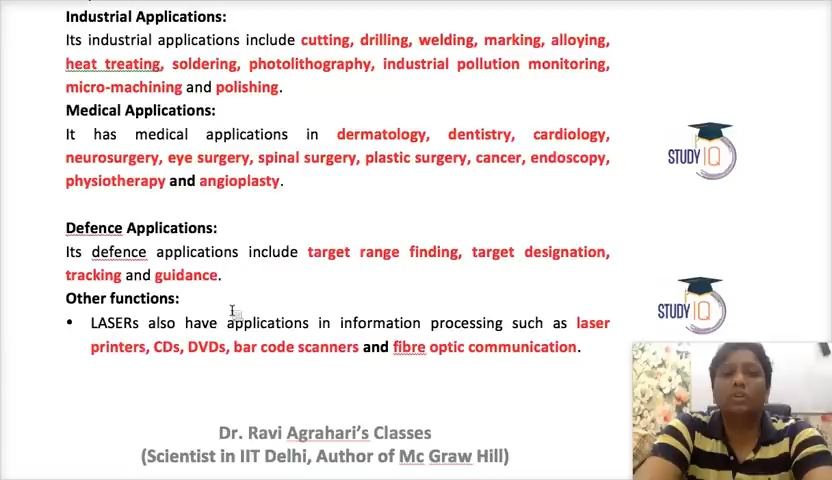 Industrial Applications:
Its industrial applications include cutting, drilling, welding, marking, alloying,
heat treating, soldering, photolithography, industrial pollution monitoring,
micro-machining and polishing.
Medical Applications:
It has medical applications in dermatology, dentistry, cardiology,
neurosurgery, eye surgery, spinal surgery, plastic surgery, cancer, endoscopy,
physiotherapy and angioplasty.
STUDY IQ
Defence Applications:
Its defence applications include target range finding, target designation,
tracking and guidance.
Other functions:
• LASERs also have applications in information processing such as laser
printers, CDs, DVDs, bar code scanners and fibre optic communication.
STUDY IQ
Dr. Ravi Agrahari's Classes
(Scientist in IIT Delhi, Author of Mc Graw Hill)